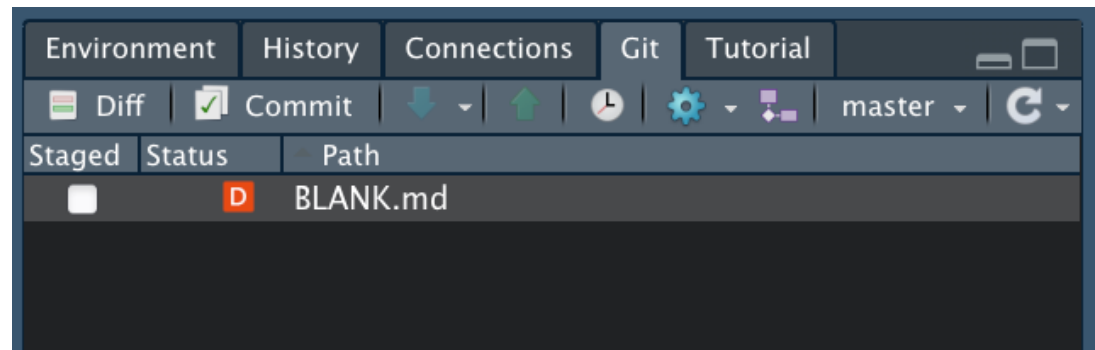 Environment History Connections Git Tutorial
Diff Commit master
Staged Status Path
D BLANK.md